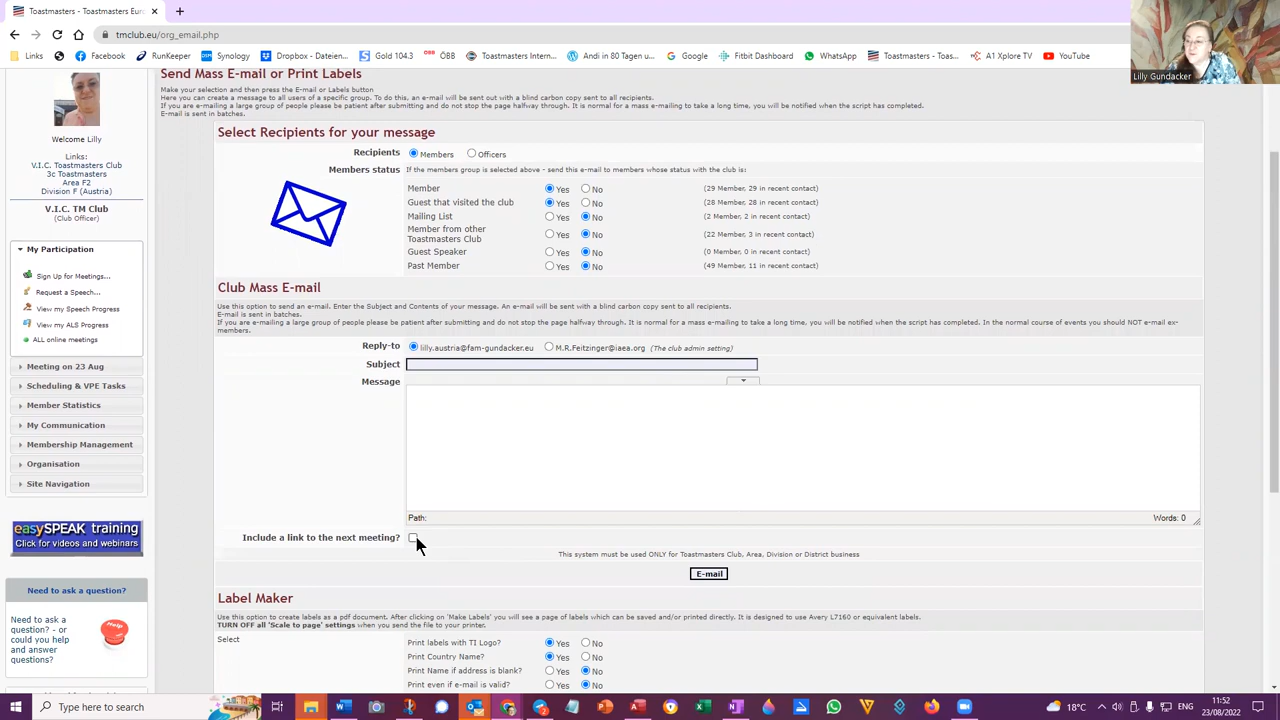 Toastmasters - Toastmasters Eur
tmclub.eu/org_email.php
Links
Facebook
RunKeeper
Synology
Dropbox - Dateien...
Gold 104.3
ÖBB
Toastmasters Intern...
Andi in 80 Tagen u...
Google
Fitbit Dashboard
WhatsApp
Toastmasters - Toas...
A1 Xplore TV
YouTube
Lilly Gundacker
Welcome Lilly
Links:
V.I.C. Toastmasters Club
3c Toastmasters
Area F2
Division F (Austria)
V.I.C. TM Club
(Club Officer)
My Participation
Sign Up for Meetings...
Request a Speech...
View my Speech Progress
View my ALS Progress
ALL online meetings
Meeting on 23 Aug
Scheduling & VPE Tasks
Member Statistics
My Communication
Membership Management
Organisation
Site Navigation
easySPEAK training
Click for videos and webinars
Need to ask a question?
Need to ask a
question? - or
could you help
and answer
questions?
Help
Send Mass E-mail or Print Labels
Make your selection and then press the E-mail or Labels button
Here you can create a message to all users of a specific group. To do this, an e-mail will be sent out with a blind carbon copy sent to all recipients.
If you are e-mailing a large group of people please be patient after submitting and do not stop the page halfway through. It is normal for a mass e-mailing to take a long time, you will be notified when the script has completed.
E-mail is sent in batches.
Select Recipients for your message
Recipients Members Officers
Members status If the members group is selected above - send this e-mail to members whose status with the club is:
Member Yes No (29 Member, 29 in recent contact)
Guest that visited the club Yes No (28 Member, 28 in recent contact)
Mailing List Yes No (2 Member, 2 in recent contact)
Member from other
Toastmasters Club Yes No (22 Member, 3 in recent contact)
Guest Speaker Yes No (0 Member, 0 in recent contact)
Past Member Yes No (49 Member, 11 in recent contact)
Club Mass E-mail
Use this option to send an e-mail. Enter the Subject and Contents of your message. An e-mail will be sent with a blind carbon copy sent to all recipients.
E-mail is sent in batches.
If you are e-mailing a large group of people please be patient after submitting and do not stop the page halfway through. It is normal for a mass e-mailing to take a long time, you will be notified when the script has completed. In the normal course of events you should NOT e-mail ex-
members.
Reply-to lilly.austria@fam-gundacker.eu M.R.Feitzinger@iaea.org (The club admin setting)
Subject
Message
Path: Words: 0
Include a link to the next meeting?
This system must be used ONLY for Toastmasters Club, Area, Division or District business
E-mail
Label Maker
Use this option to create labels as a pdf document. After clicking on 'Make Labels' you will see a page of labels which can be saved and/or printed directly. It is designed to use Avery L7160 or equivalent labels.
TURN OFF all 'Scale to page' settings when you send the file to your printer.
Select
Print labels with TI Logo? Yes No
Print Country Name? Yes No
Print Name if address is blank? Yes No
Print even if e-mail is valid? Yes No
Type here to search
18°C
ENG
11:52
23/08/2022